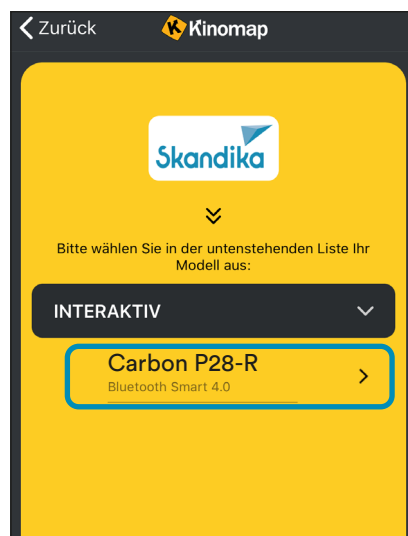 Zurück
Kinomap
Skandika
Bitte wählen Sie in der untenstehenden Liste Ihr
Modell aus:
INTERAKTIV
Carbon P28-R
Bluetooth Smart 4.0